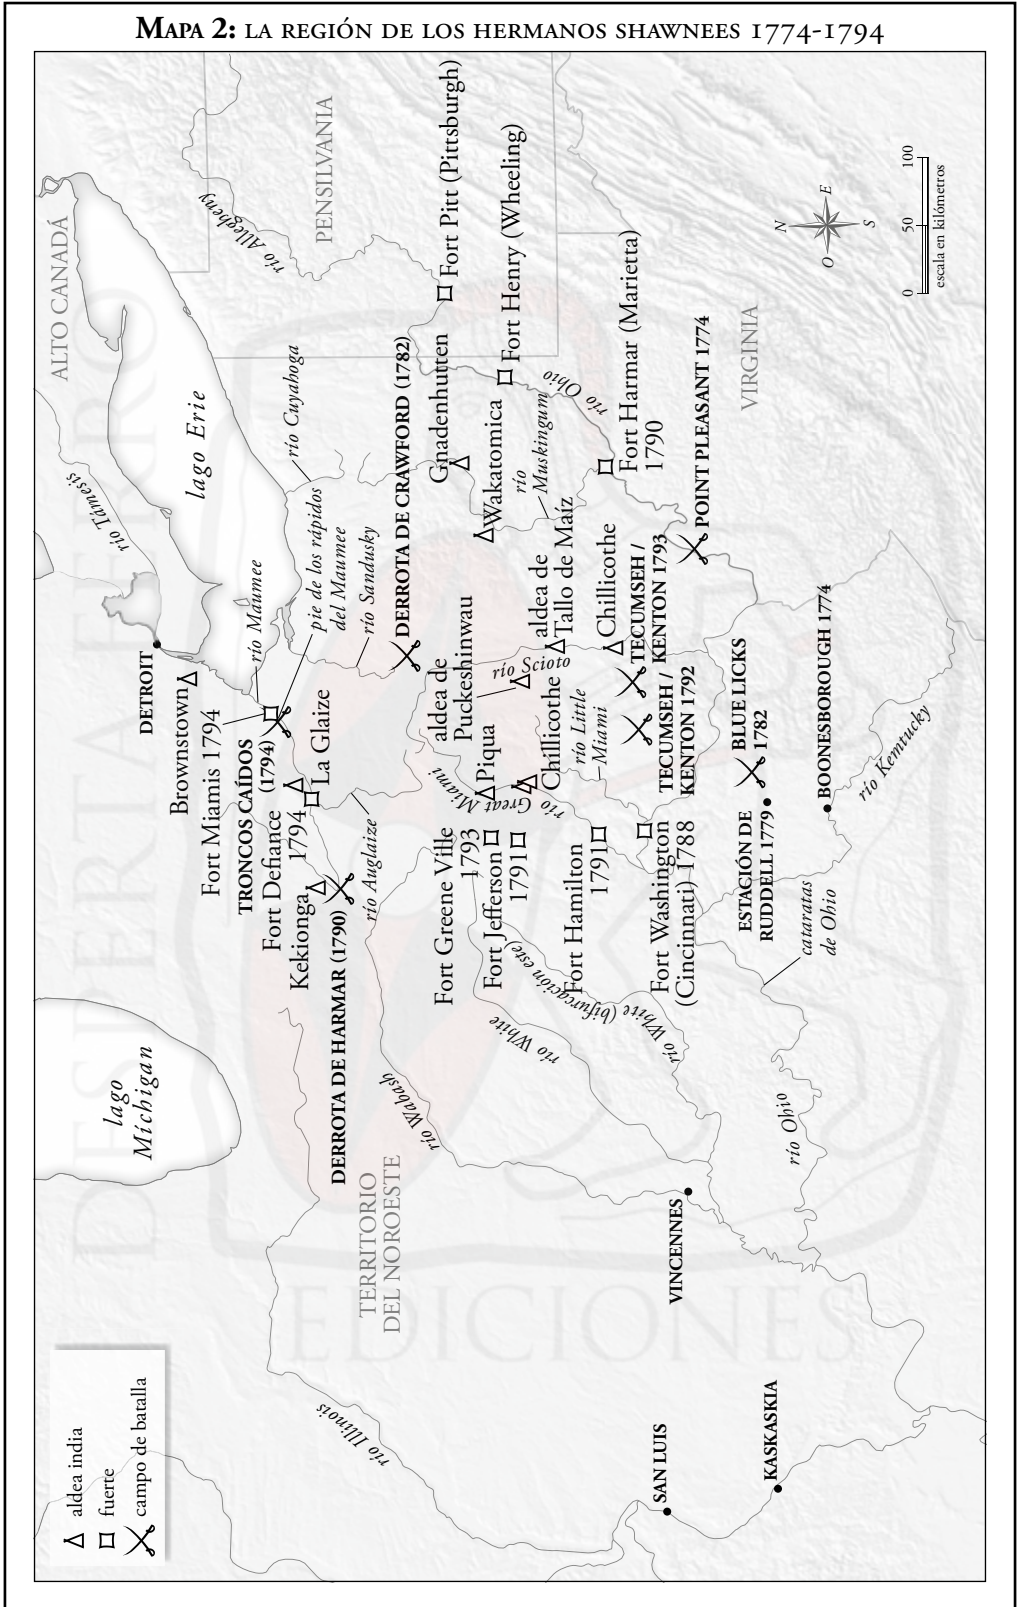 MAPA 2: LA REGIÓN DE LOS HERMANOS SHAWNEES 1774-1794
aldea india
fuerte
campo de batalla
lago
Míchigan
ALTO CANADÁ
río Támesis
lago Erie
DETROIT
Brownstown
Fort Miamis 1794
TRONCOS CAÍDOS
(1794)
Fort Defiance
1794
La Glaize
Kekionga
DERROTA DE HARMAR (1790)
río Maumee
pie de los rápidos
del Maumee
río Sandusky
río Cuyahoga
río Allegheny
PENSILVANIA
río Auglaize
DERROTA DE CRAWFORD (1782)
Fort Pitt (Pittsburgh)
Fort Henry (Wheeling)
Gnadenhutten
Wakatomica
río
Muskingum
río Ohio
Fort Harmar (Marietta)
1790
POINT PLEASANT 1774
VIRGINIA
aldea de
Puckeshinwau
aldea de
Tallo de Maíz
río Scioto
Chillicothe
Piqua
Chillicothe
río Great Miami
río Little
Miami
TECUMSEH /
KENTON 1793
TECUMSEH /
KENTON 1792
Fort Greene Ville
1793
Fort Jefferson
1791
Fort Hamilton
1791
Fort Washington
(Cincinnati) 1788
BLUE LICKS
1782
ESTACIÓN DE
RUDDELL 1779
BOONESBOROUGH 1774
río Kemtucky
cataratas
de Ohio
río White (bifurcación este)
río White
río Wabash
TERRITORIO
DEL NOROESTE
río Illinois
río Ohio
VINCENNES
SAN LUIS
KASKASKIA
N
O
E
S
0 50 100
escala en kilómetros
DESPERTA FERRO
EDICIONES